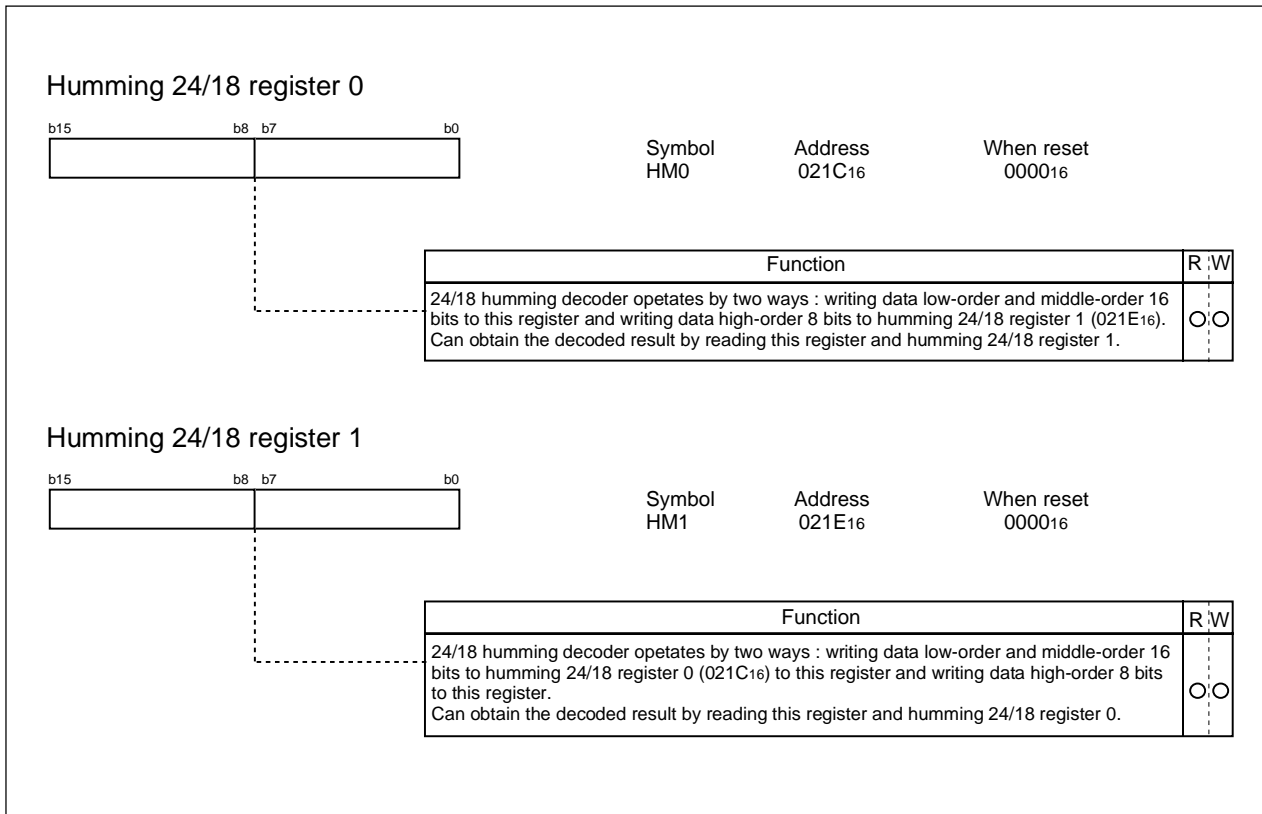 Humming 24/18 register 0
b15 b8 b7 b0
Symbol Address When reset
HM0 021C16 000016
Function R W
24/18 humming decoder opetates by two ways : writing data low-order and middle-order 16
bits to this register and writing data high-order 8 bits to humming 24/18 register 1 (021E16).
Can obtain the decoded result by reading this register and humming 24/18 register 1.
Humming 24/18 register 1
b15 b8 b7 b0
Symbol Address When reset
HM1 021E16 000016
Function R W
24/18 humming decoder opetates by two ways : writing data low-order and middle-order 16
bits to humming 24/18 register 0 (021C16) to this register and writing data high-order 8 bits
to this register.
Can obtain the decoded result by reading this register and humming 24/18 register 0.